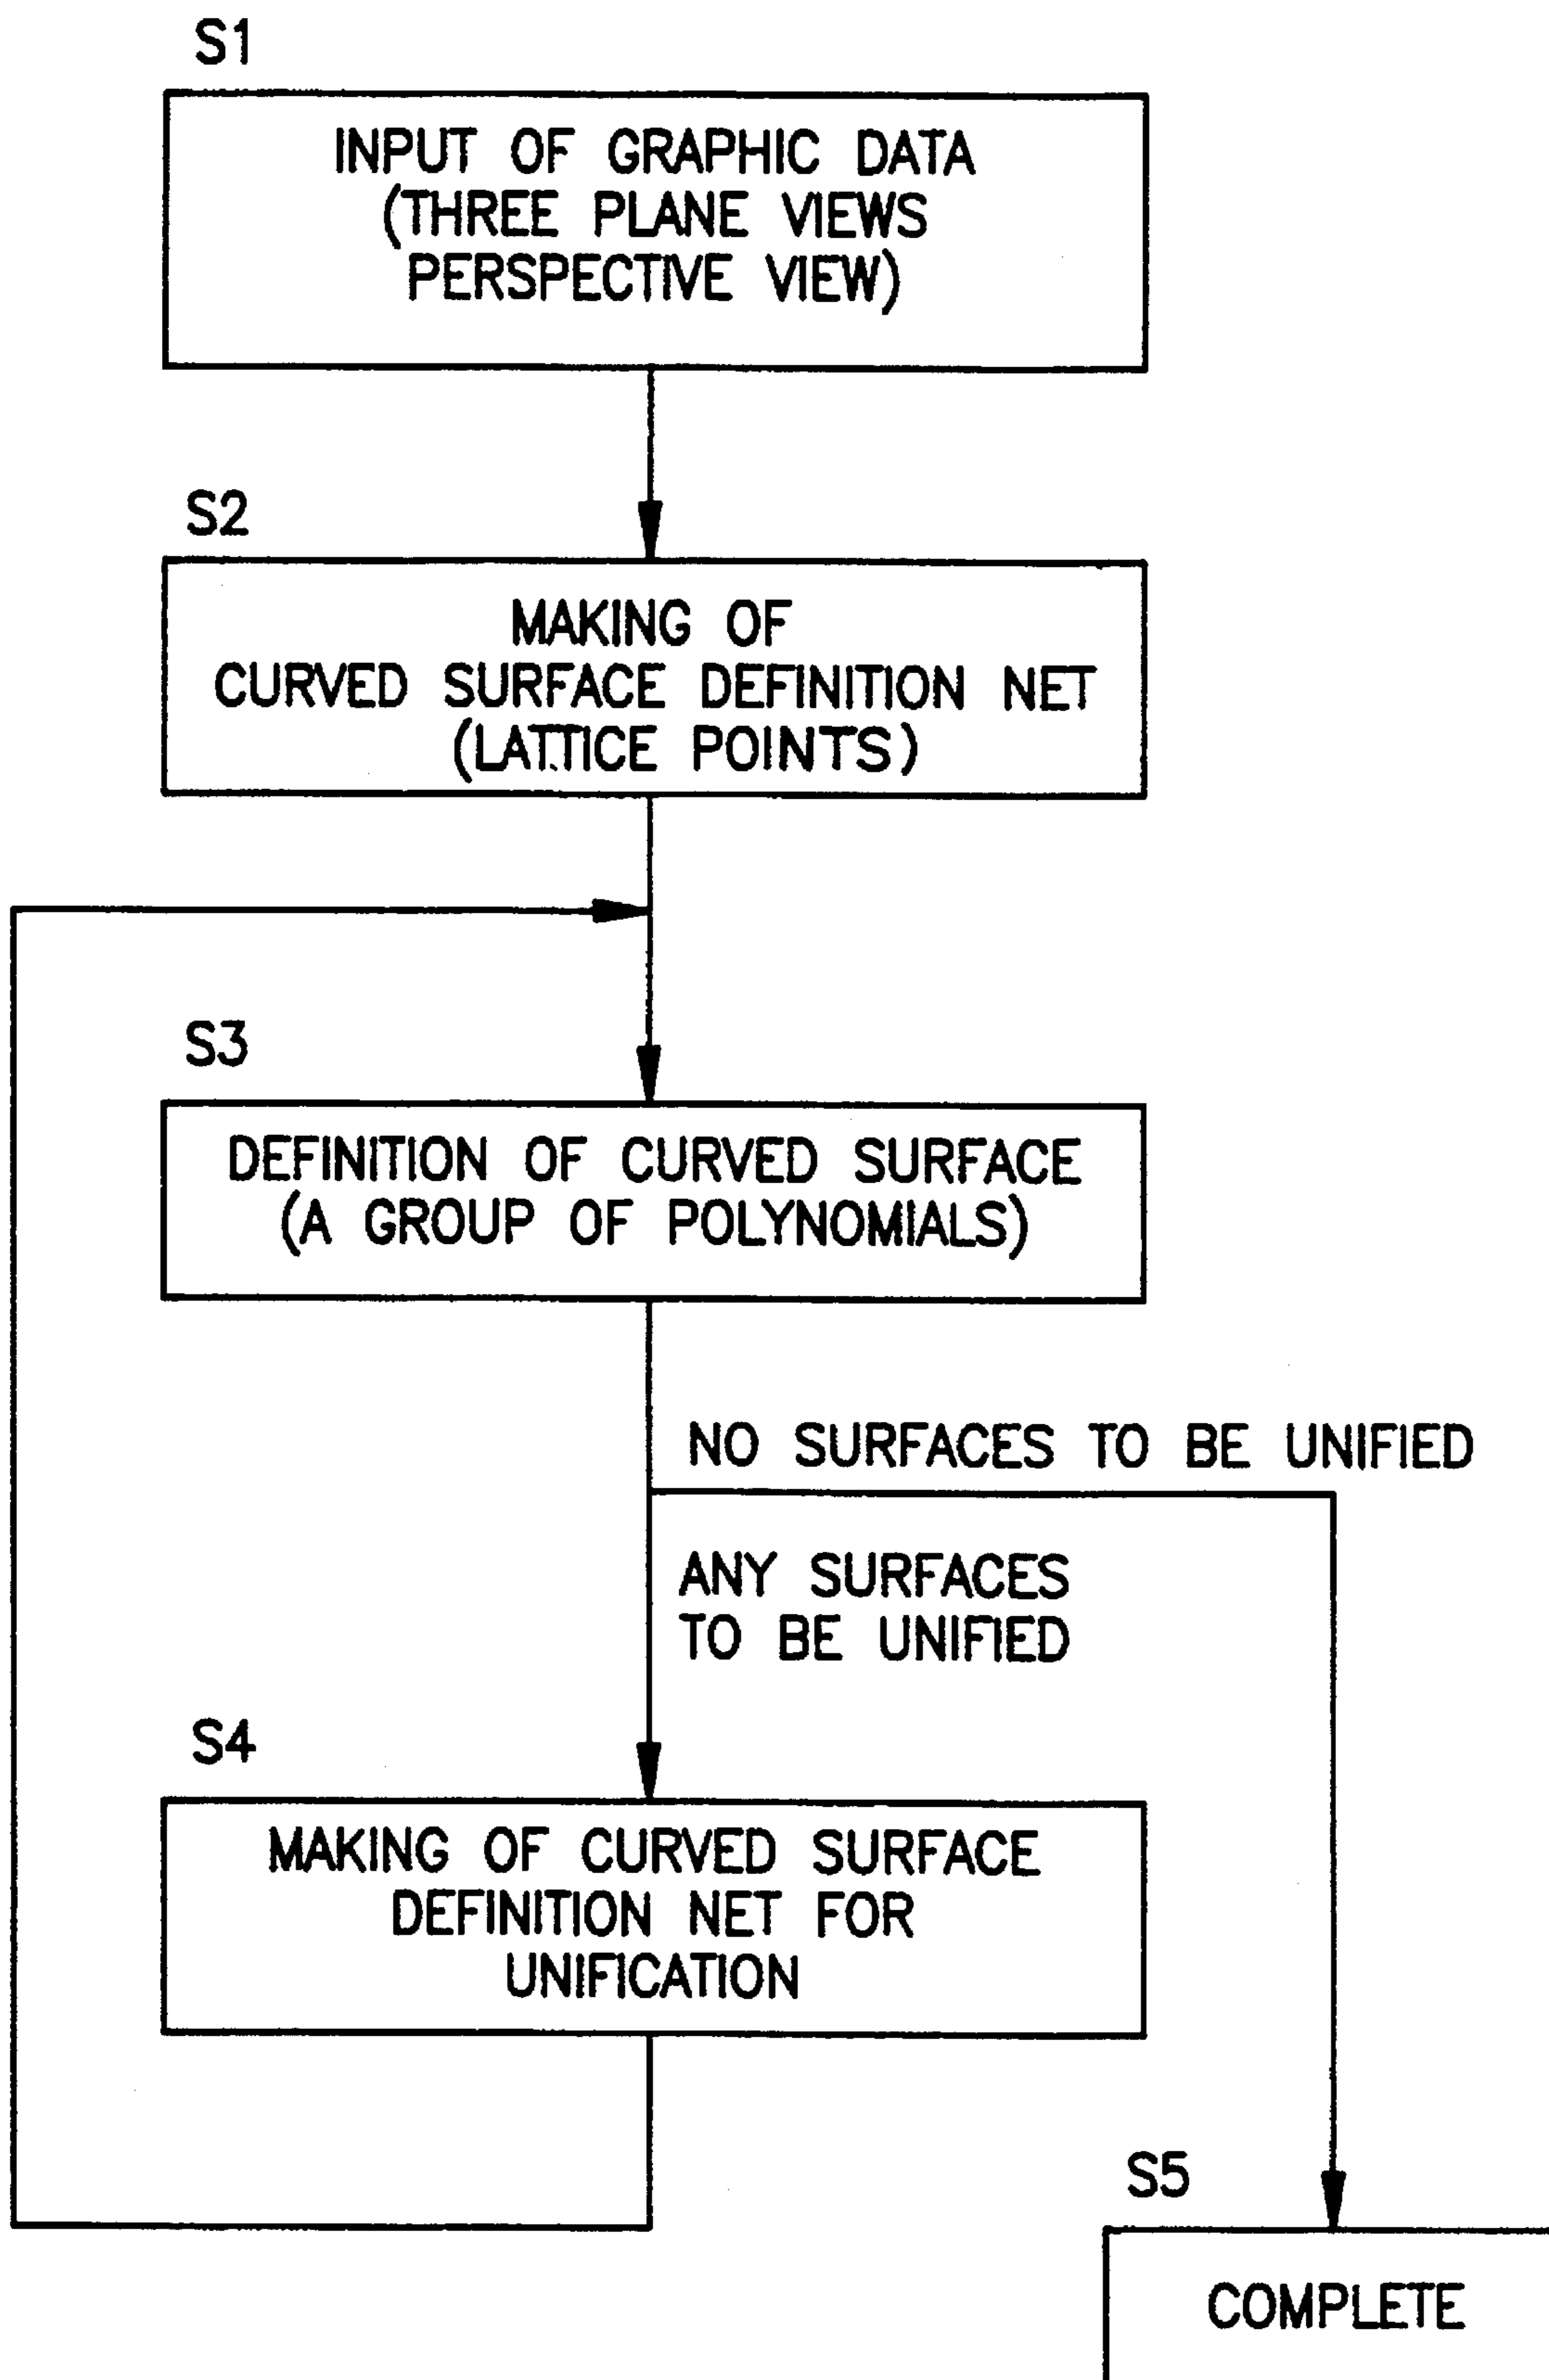 S1
INPUT OF GRAPHIC DATA
(THREE PLANE VIEWS
PERSPECTIVE VIEW)
S2
MAKING OF
CURVED SURFACE DEFINITION NET
(LATTICE POINTS)
S3
DEFINITION OF CURVED SURFACE
(A GROUP OF POLYNOMIALS)
NO SURFACES TO BE UNIFIED
ANY SURFACES
TO BE UNIFIED
S4
MAKING OF CURVED SURFACE
DEFINITION NET FOR
UNIFICATION
S5
COMPLETE